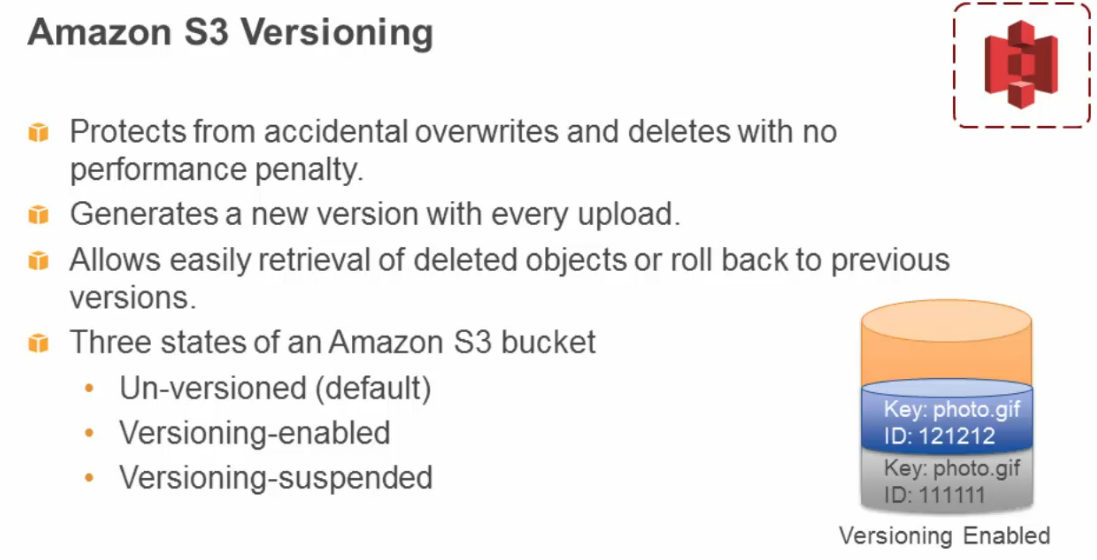 Amazon S3 Versioning
Protects from accidental overwrites and deletes with no
performance penalty.
Generates a new version with every upload.
Allows easily retrieval of deleted objects or roll back to previous
versions.
Three states of an Amazon S3 bucket
• Un-versioned (default)
• Versioning-enabled
• Versioning-suspended
Key: photo.gif
ID: 121212
Key: photo.gif
ID: 111111
Versioning Enabled